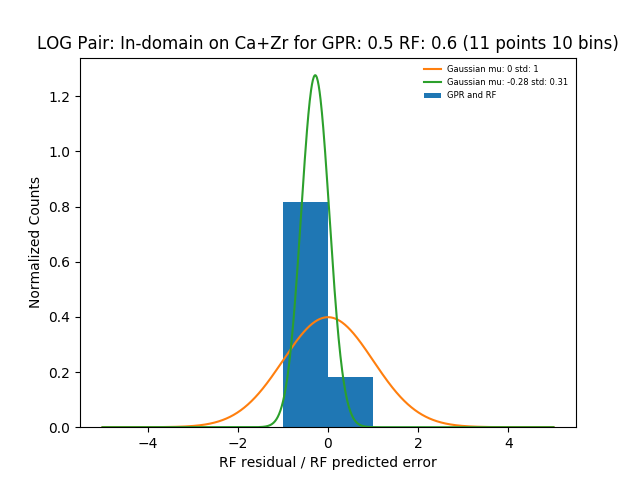 LOG Pair: In-domain on Ca+Zr for GPR: 0.5 RF: 0.6 (11 points 10 bins)
Gaussian mu: 0 std: 1
Gaussian mu: -0.28 std: 0.31
GPR and RF
Normalized Counts
1.2
1.0
0.8
0.6
0.4
0.2
0.0
−4 −2 0 2 4
RF residual / RF predicted error